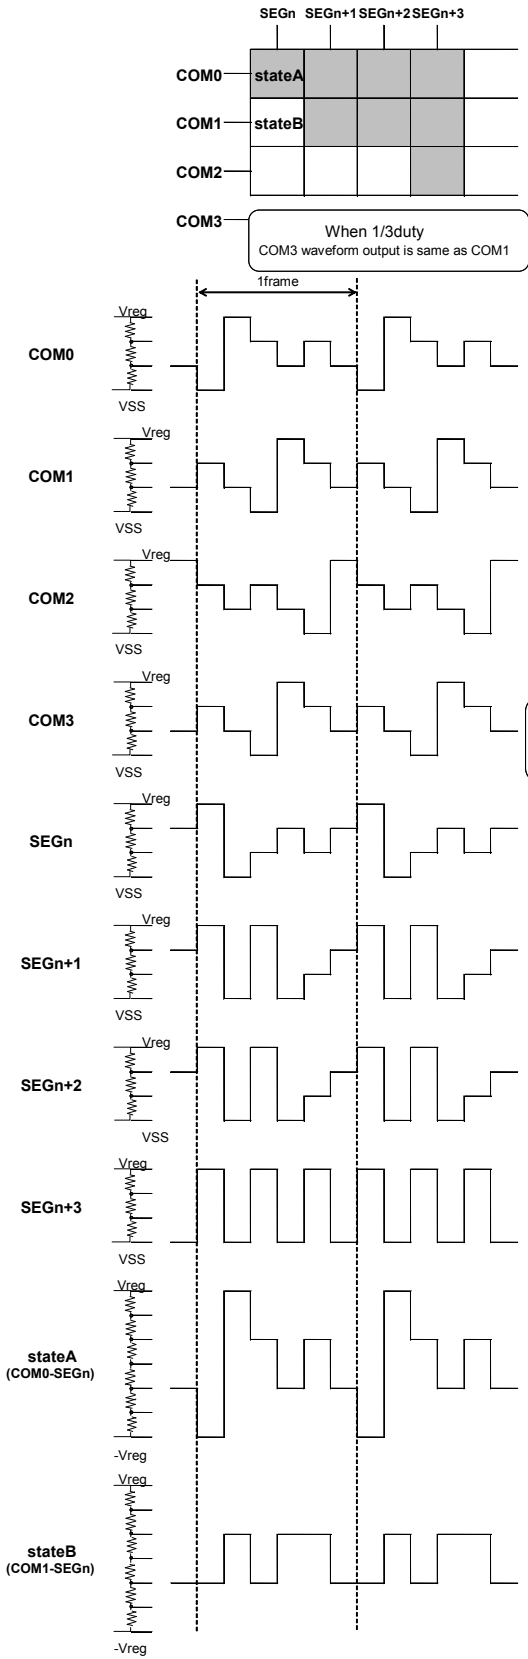 SEGn SEGn+1 SEGn+2 SEGn+3
COM0 stateA
COM1 stateB
COM2
COM3
When 1/3duty
COM3 waveform output is same as COM1
1frame
Vreg
COM0
VSS
Vreg
COM1
VSS
Vreg
COM2
VSS
Vreg
COM3
VSS
Vreg
SEGn
VSS
Vreg
SEGn+1
VSS
Vreg
SEGn+2
VSS
Vreg
SEGn+3
VSS
Vreg
stateA
(COM0-SEGn)
-Vreg
Vreg
stateB
(COM1-SEGn)
-Vreg